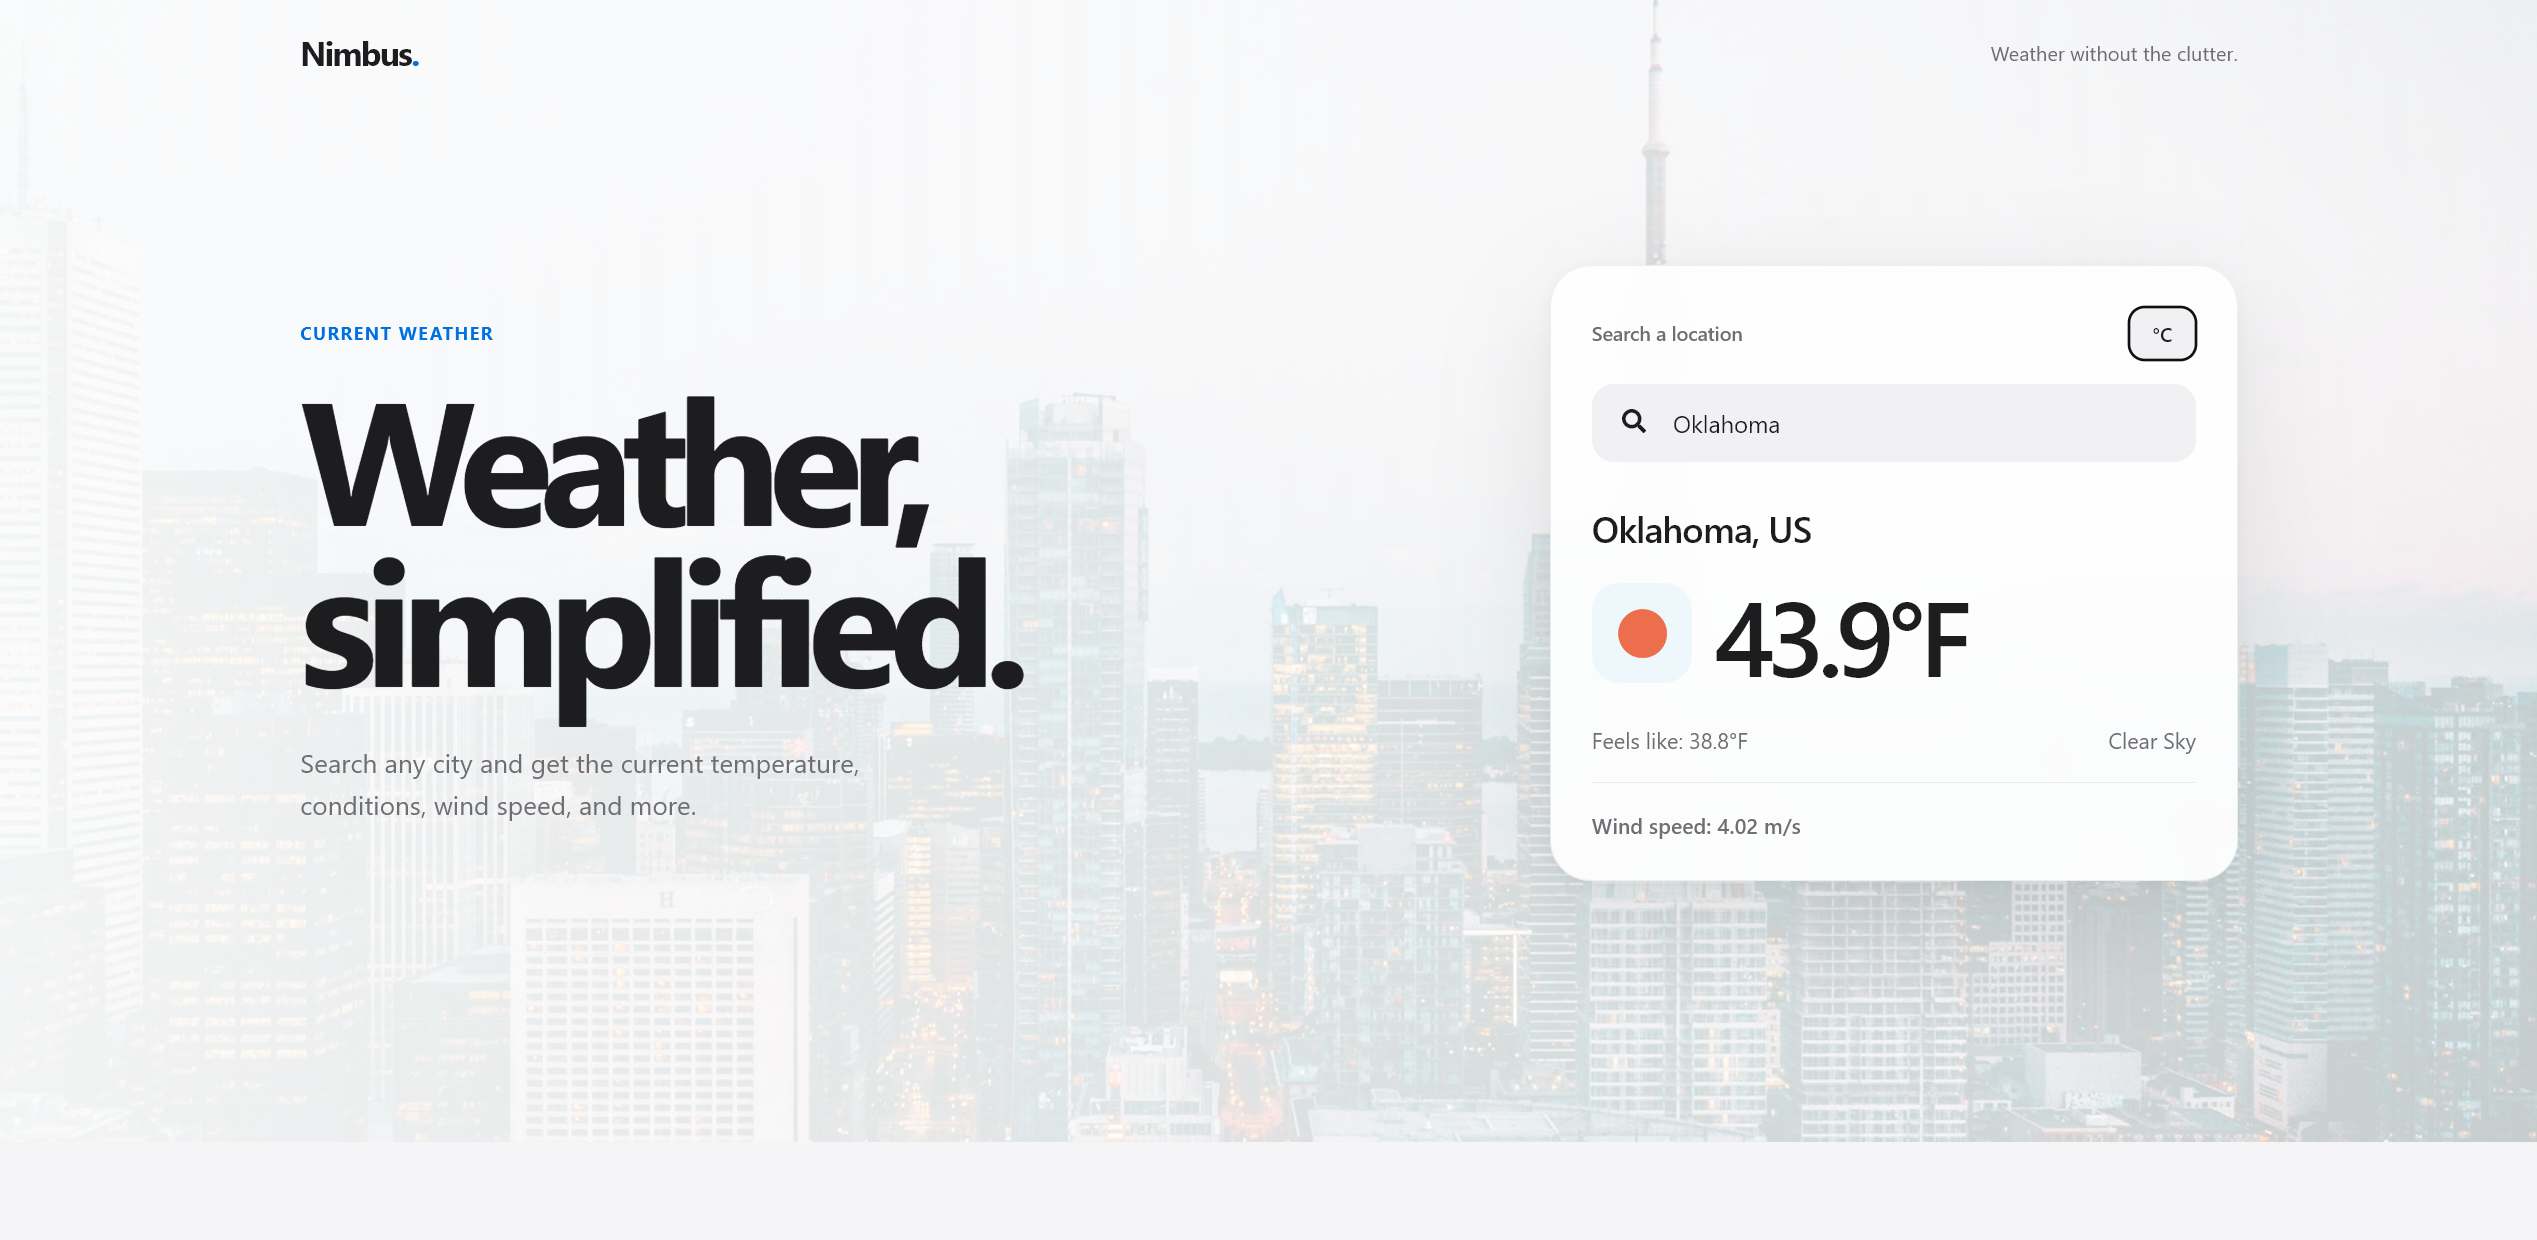 Nimbus.
Weather without the clutter.
CURRENT WEATHER
Weather,
simplified.
Search any city and get the current temperature,
conditions, wind speed, and more.
Search a location
°C
Oklahoma
Oklahoma, US
43.9°F
Feels like: 38.8°F
Clear Sky
Wind speed: 4.02 m/s
H